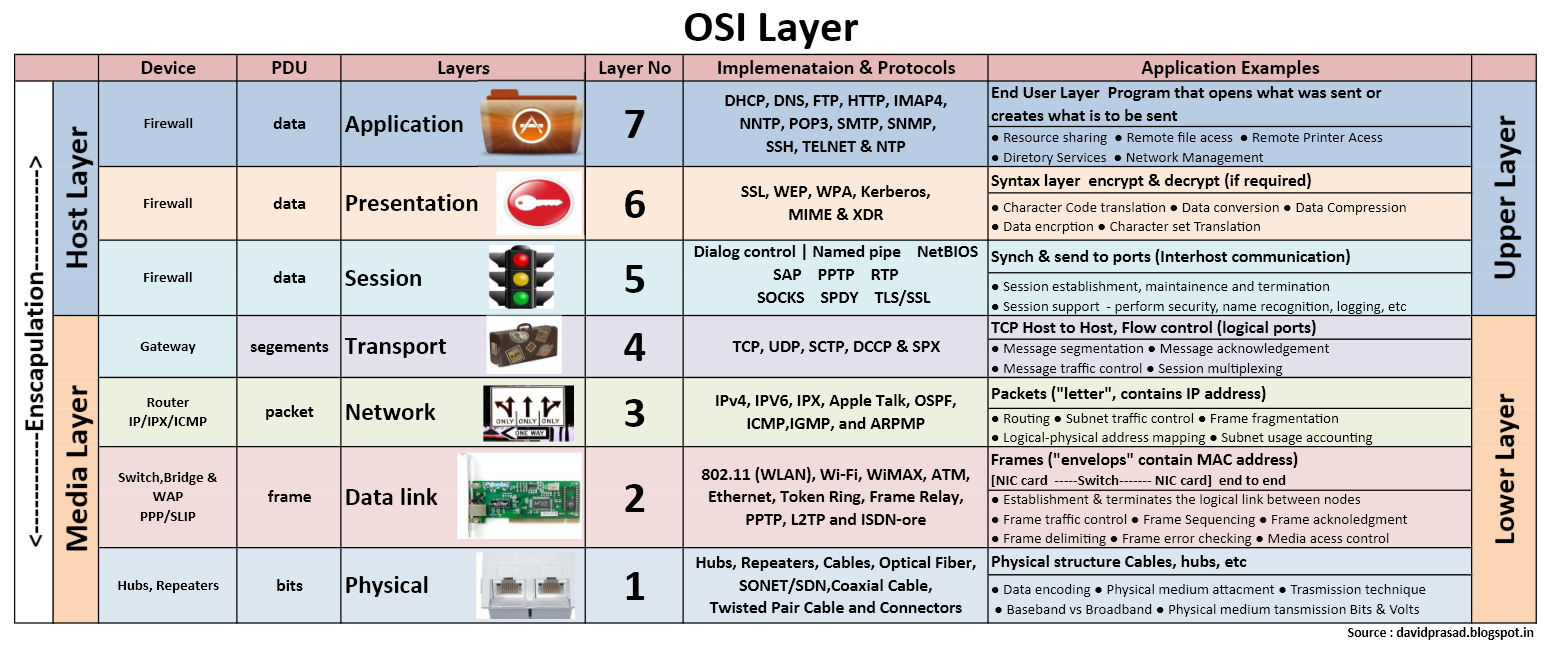 OSI Layer
Device PDU Layers Layer No Implemenataion & Protocols Application Examples
<------------Enscapulation-------------->
Host Layer
Media Layer
Upper Layer
Lower Layer
Firewall data Application 7
DHCP, DNS, FTP, HTTP, IMAP4,
NNTP, POP3, SMTP, SNMP,
SSH, TELNET & NTP
End User Layer Program that opens what was sent or
creates what is to be sent
● Resource sharing ● Remote file acess ● Remote Printer Acess
● Diretory Services ● Network Management
Firewall data Presentation 6
SSL, WEP, WPA, Kerberos,
MIME & XDR
Syntax layer encrypt & decrypt (if required)
● Character Code translation ● Data conversion ● Data Compression
● Data encrption ● Character set Translation
Firewall data Session 5
Dialog control | Named pipe NetBIOS
SAP PPTP RTP
SOCKS SPDY TLS/SSL
Synch & send to ports (Interhost communication)
● Session establishment, maintainence and termination
● Session support - perform security, name recognition, logging, etc
Gateway segements Transport 4
TCP, UDP, SCTP, DCCP & SPX
TCP Host to Host, Flow control (logical ports)
● Message segmentation ● Message acknowledgement
● Message traffic control ● Session multiplexing
Router
IP/IPX/ICMP
packet Network
ONLY ONLY ONLY
ONE WAY
3
IPv4, IPV6, IPX, Apple Talk, OSPF,
ICMP,IGMP, and ARPMP
Packets ("letter", contains IP address)
● Routing ● Subnet traffic control ● Frame fragmentation
● Logical-physical address mapping ● Subnet usage accounting
Switch,Bridge &
WAP
PPP/SLIP
frame Data link 2
802.11 (WLAN), Wi-Fi, WiMAX, ATM,
Ethernet, Token Ring, Frame Relay,
PPTP, L2TP and ISDN-ore
Frames ("envelops" contain MAC address)
[NIC card -----Switch------- NIC card] end to end
● Establishment & terminates the logical link between nodes
● Frame traffic control ● Frame Sequencing ● Frame acknoledgment
● Frame delimiting ● Frame error checking ● Media acess control
Hubs, Repeaters bits Physical 1
Hubs, Repeaters, Cables, Optical Fiber,
SONET/SDN,Coaxial Cable,
Twisted Pair Cable and Connectors
Physical structure Cables, hubs, etc
● Data encoding ● Physical medium attacment ● Trasmission technique
● Baseband vs Broadband ● Physical medium tansmission Bits & Volts
Source : davidprasad.blogspot.in